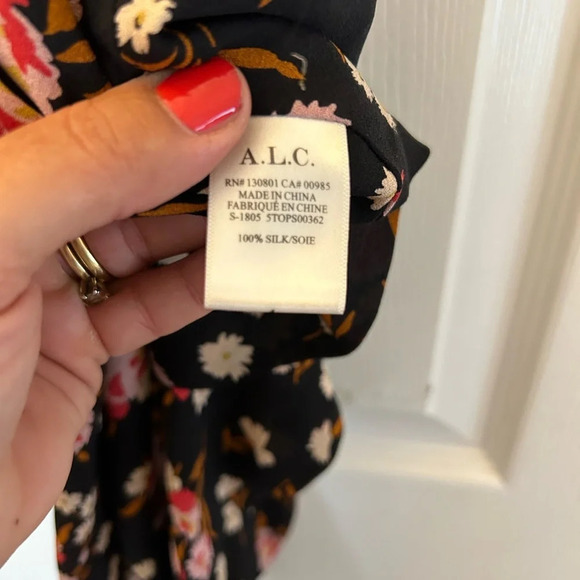 A.L.C.
RN# 130801 CA# 00985
MADE IN CHINA
FABRIQUÉ EN CHINE
S-1805 5TOPS00362
100% SILK/SOIE